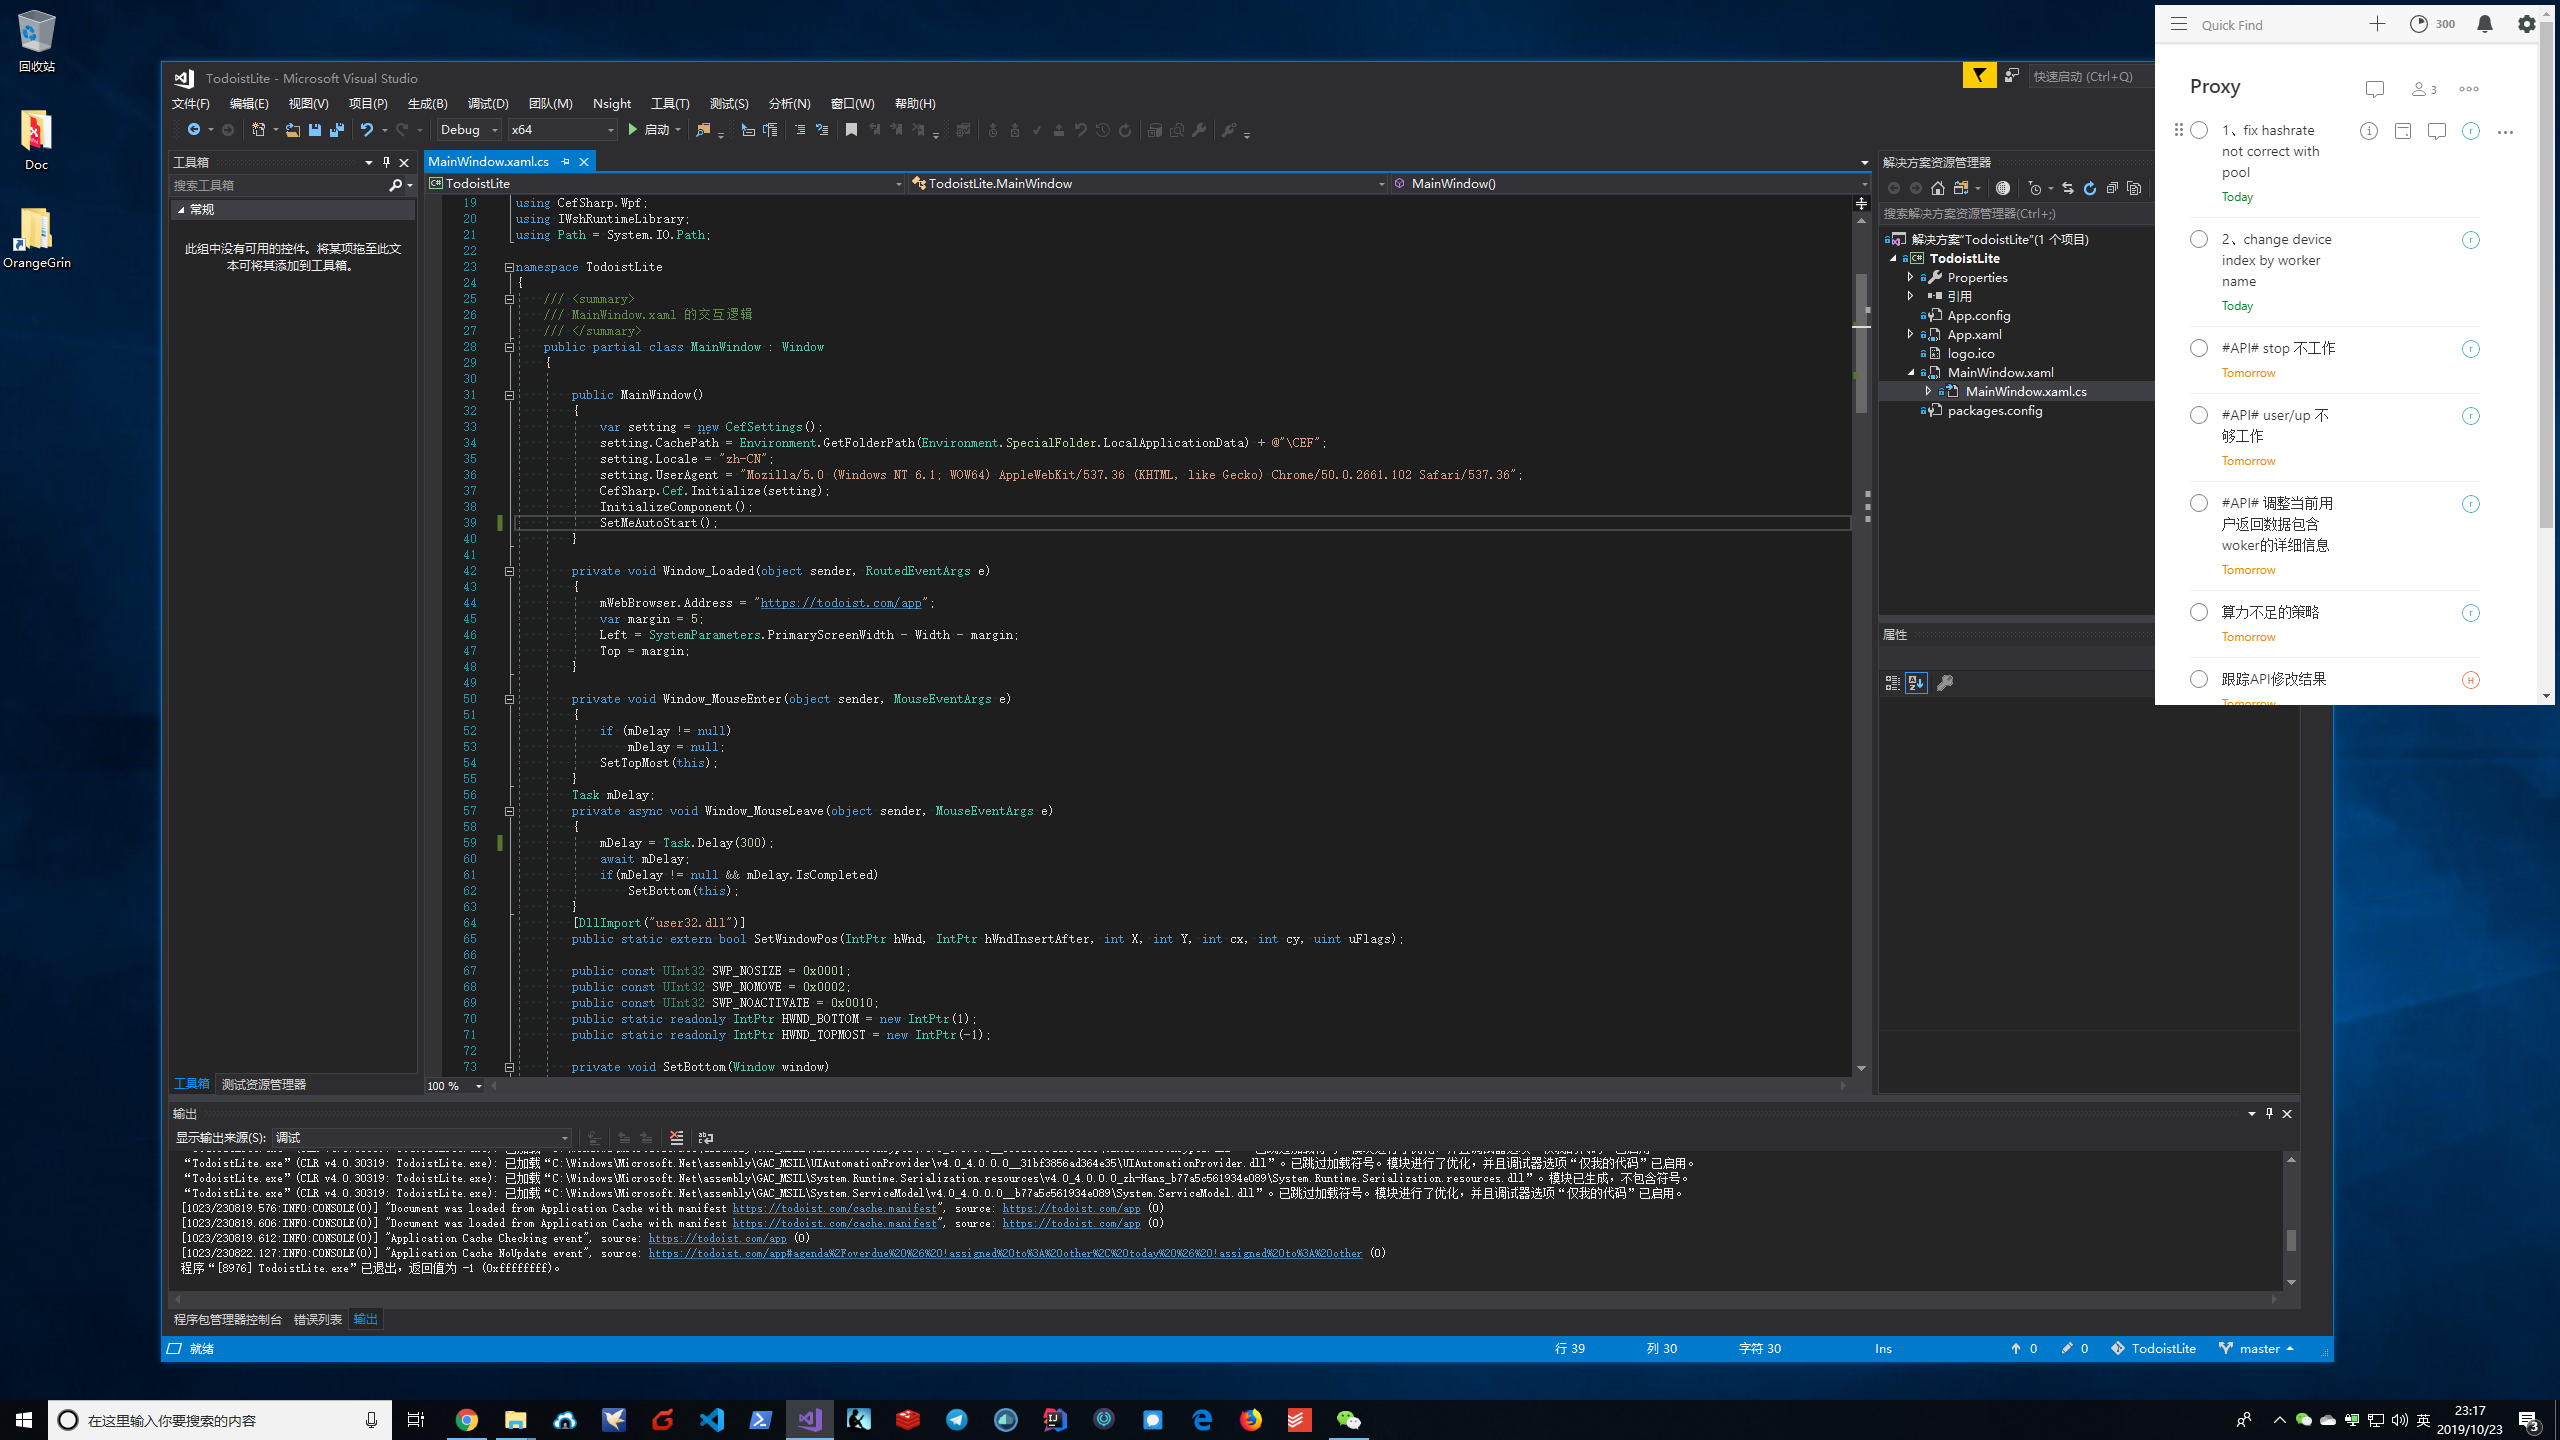 回收站
Doc
OrangeGrin
TodoistLite - Microsoft Visual Studio
快速启动 (Ctrl+Q)
文件(F) 编辑(E) 视图(V) 项目(P) 生成(B) 调试(D) 团队(M) Nsight 工具(T) 测试(S) 分析(N) 窗口(W) 帮助(H)
Debug x64 启动
工具箱
搜索工具箱
常规
此组中没有可用的控件。将某项拖至此文
本可将其添加到工具箱。
工具箱 测试资源管理器
MainWindow.xaml.cs
TodoistLite TodoistLite.MainWindow MainWindow()
19 using CefSharp.Wpf;
20 using IWshRuntimeLibrary;
21 using Path = System.IO.Path;
22
23 namespace TodoistLite
24 {
25 /// <summary>
26 /// MainWindow.xaml 的交互逻辑
27 /// </summary>
28 public partial class MainWindow : Window
29 {
30
31 public MainWindow()
32 {
33 var setting = new CefSettings();
34 setting.CachePath = Environment.GetFolderPath(Environment.SpecialFolder.LocalApplicationData) + @"\CEF";
35 setting.Locale = "zh-CN";
36 setting.UserAgent = "Mozilla/5.0 (Windows NT 6.1; WOW64) AppleWebKit/537.36 (KHTML, like Gecko) Chrome/50.0.2661.102 Safari/537.36";
37 CefSharp.Cef.Initialize(setting);
38 InitializeComponent();
39 SetMeAutoStart();
40 }
41
42 private void Window_Loaded(object sender, RoutedEventArgs e)
43 {
44 mWebBrowser.Address = "https://todoist.com/app";
45 var margin = 5;
46 Left = SystemParameters.PrimaryScreenWidth - Width - margin;
47 Top = margin;
48 }
49
50 private void Window_MouseEnter(object sender, MouseEventArgs e)
51 {
52 if (mDelay != null)
53 mDelay = null;
54 SetTopMost(this);
55 }
56 Task mDelay;
57 private async void Window_MouseLeave(object sender, MouseEventArgs e)
58 {
59 mDelay = Task.Delay(300);
60 await mDelay;
61 if(mDelay != null && mDelay.IsCompleted)
62 SetBottom(this);
63 }
64 [DllImport("user32.dll")]
65 public static extern bool SetWindowPos(IntPtr hWnd, IntPtr hWndInsertAfter, int X, int Y, int cx, int cy, uint uFlags);
66
67 public const UInt32 SWP_NOSIZE = 0x0001;
68 public const UInt32 SWP_NOMOVE = 0x0002;
69 public const UInt32 SWP_NOACTIVATE = 0x0010;
70 public static readonly IntPtr HWND_BOTTOM = new IntPtr(1);
71 public static readonly IntPtr HWND_TOPMOST = new IntPtr(-1);
72
73 private void SetBottom(Window window)
100 %
解决方案资源管理器
搜索解决方案资源管理器(Ctrl+;)
解决方案"TodoistLite"(1 个项目)
TodoistLite
Properties
引用
App.config
App.xaml
logo.ico
MainWindow.xaml
MainWindow.xaml.cs
packages.config
属性
Quick Find 300
Proxy 3
1、fix hashrate
not correct with
pool
r
Today
2、change device
index by worker
name
r
Today
#API# stop 不工作
r
Tomorrow
#API# user/up 不
够工作
r
Tomorrow
#API# 调整当前用
户返回数据包含
woker的详细信息
r
Tomorrow
算力不足的策略
r
Tomorrow
跟踪API修改结果
H
Tomorrow
输出
显示输出来源(S): 调试
“TodoistLite.exe”(CLR v4.0.30319: TodoistLite.exe): 已加载“C:\Windows\Microsoft.Net\assembly\GAC_MSIL\UIAutomationProvider\v4.0_4.0.0.0__31bf3856ad364e35\UIAutomationProvider.dll”。已跳过加载符号。模块进行了优化，并且调试器选项“仅我的代码”已启用。
“TodoistLite.exe”(CLR v4.0.30319: TodoistLite.exe): 已加载“C:\Windows\Microsoft.Net\assembly\GAC_MSIL\System.Runtime.Serialization.resources\v4.0_4.0.0.0_zh-Hans_b77a5c561934e089\System.Runtime.Serialization.resources.dll”。模块已生成，不包含符号。
“TodoistLite.exe”(CLR v4.0.30319: TodoistLite.exe): 已加载“C:\Windows\Microsoft.Net\assembly\GAC_MSIL\System.ServiceModel\v4.0_4.0.0.0__b77a5c561934e089\System.ServiceModel.dll”。已跳过加载符号。模块进行了优化，并且调试器选项“仅我的代码”已启用。
[1023/230819.576:INFO:CONSOLE(0)] "Document was loaded from Application Cache with manifest https://todoist.com/cache.manifest", source: https://todoist.com/app (0)
[1023/230819.606:INFO:CONSOLE(0)] "Document was loaded from Application Cache with manifest https://todoist.com/cache.manifest", source: https://todoist.com/app (0)
[1023/230819.612:INFO:CONSOLE(0)] "Application Cache Checking event", source: https://todoist.com/app (0)
[1023/230822.127:INFO:CONSOLE(0)] "Application Cache NoUpdate event", source: https://todoist.com/app#agenda%2Foverdue%20%26%20!assigned%20to%3A%20other%2C%20today%20%26%20!assigned%20to%3A%20other (0)
程序“[8976] TodoistLite.exe”已退出，返回值为 -1 (0xffffffff)。
程序包管理器控制台 错误列表 输出
就绪 行 39 列 30 字符 30 Ins 0 0 TodoistLite master
在这里输入你要搜索的内容
英 23:17
2019/10/23
3